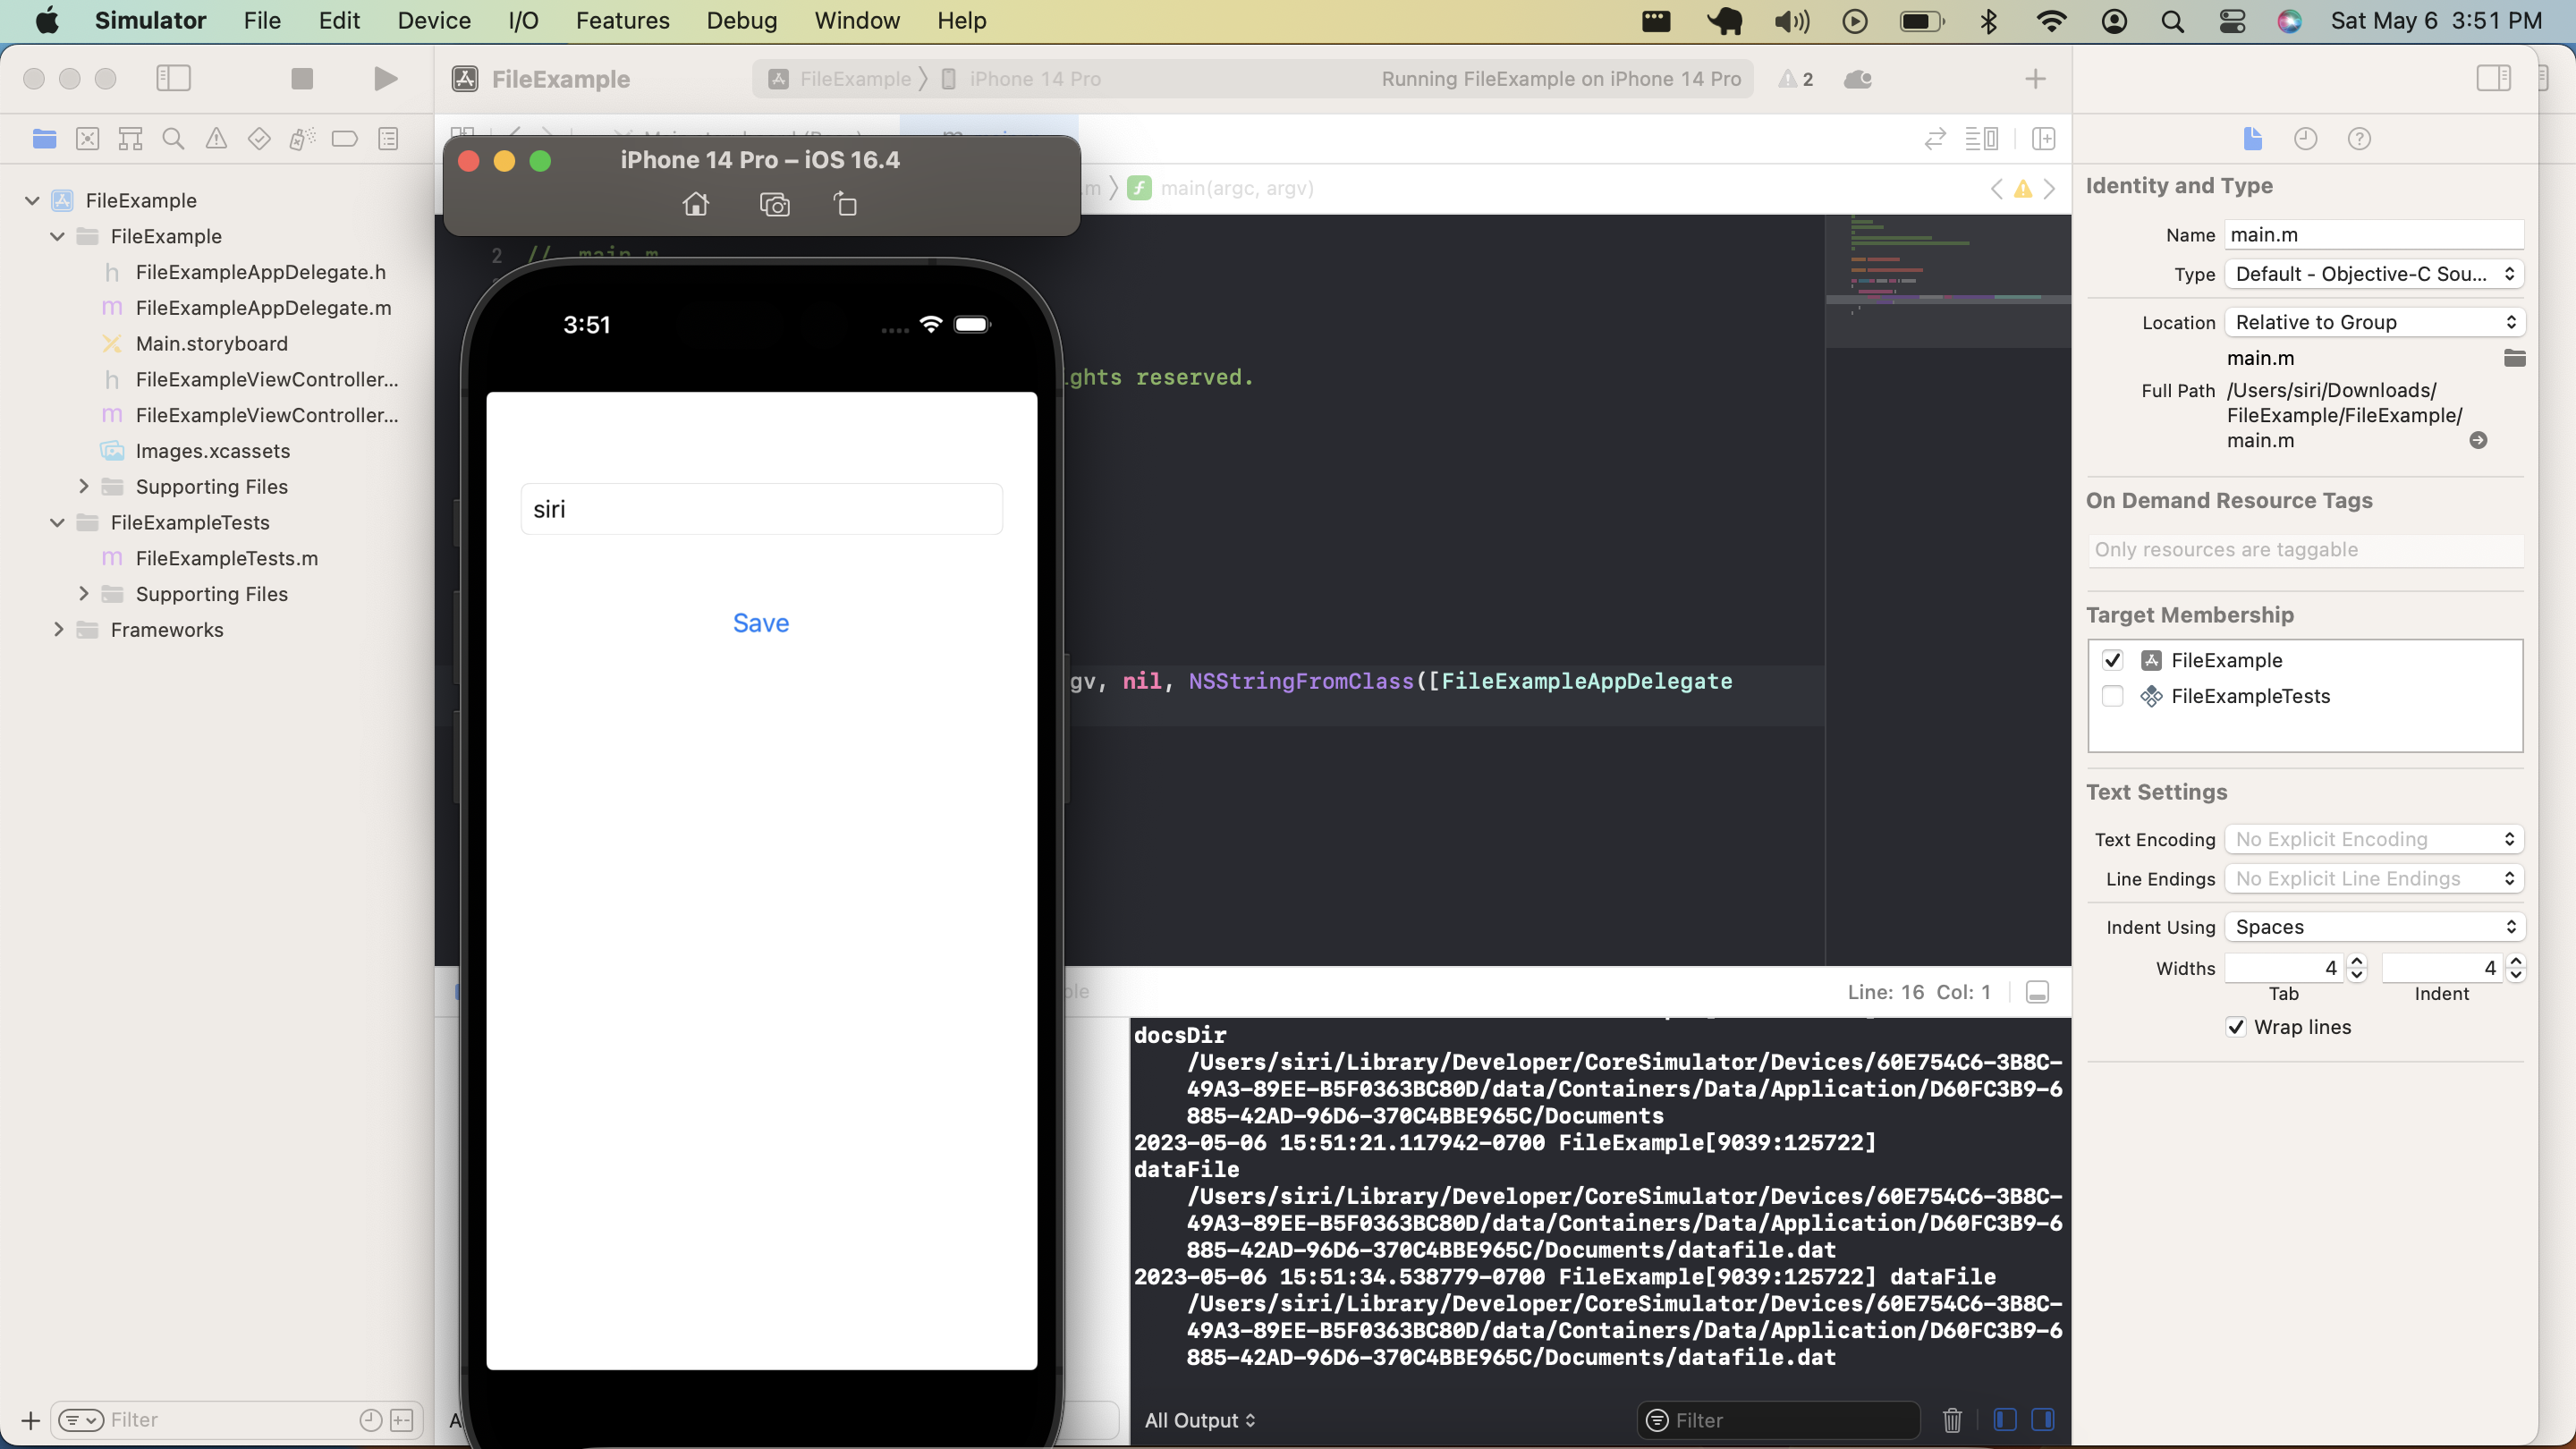 Simulator File Edit Device I/O Features Debug Window Help Sat May 6 3:51 PM
FileExample FileExample iPhone 14 Pro Running FileExample on iPhone 14 Pro 2
iPhone 14 Pro – iOS 16.4
m main(argc, argv)
FileExample
FileExample
h FileExampleAppDelegate.h
m FileExampleAppDelegate.m
Main.storyboard
h FileExampleViewController...
m FileExampleViewController...
Images.xcassets
Supporting Files
FileExampleTests
m FileExampleTests.m
Supporting Files
Frameworks
Filter
2 // main.m
ghts reserved.
gv, nil, NSStringFromClass([FileExampleAppDelegate
3:51
siri
Save
Line: 16 Col: 1
docsDir
/Users/siri/Library/Developer/CoreSimulator/Devices/60E754C6-3B8C-
49A3-89EE-B5F0363BC80D/data/Containers/Data/Application/D60FC3B9-6
885-42AD-96D6-370C4BBE965C/Documents
2023-05-06 15:51:21.117942-0700 FileExample[9039:125722]
dataFile
/Users/siri/Library/Developer/CoreSimulator/Devices/60E754C6-3B8C-
49A3-89EE-B5F0363BC80D/data/Containers/Data/Application/D60FC3B9-6
885-42AD-96D6-370C4BBE965C/Documents/datafile.dat
2023-05-06 15:51:34.538779-0700 FileExample[9039:125722] dataFile
/Users/siri/Library/Developer/CoreSimulator/Devices/60E754C6-3B8C-
49A3-89EE-B5F0363BC80D/data/Containers/Data/Application/D60FC3B9-6
885-42AD-96D6-370C4BBE965C/Documents/datafile.dat
All Output Filter
Identity and Type
Name main.m
Type Default - Objective-C Sou...
Location Relative to Group
main.m
Full Path /Users/siri/Downloads/
FileExample/FileExample/
main.m
On Demand Resource Tags
Only resources are taggable
Target Membership
FileExample
FileExampleTests
Text Settings
Text Encoding No Explicit Encoding
Line Endings No Explicit Line Endings
Indent Using Spaces
Widths 4 4
Tab Indent
Wrap lines